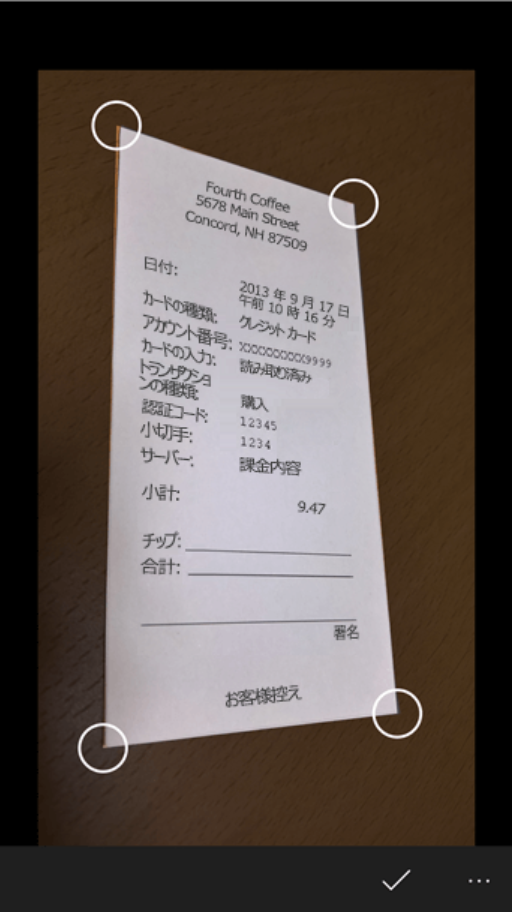 Fourth Coffee
5678 Main Street
Concord, NH 87509
日付:
2013 年 9 月 17 日
午前 10 時 16 分
カードの種類: クレジット カード
アカウント番号: XXXXXXXXXX9999
カードの入力: 読み取り済み
トランザクショ
ンの種類: 購入
認証コード: 12345
小切手: 1234
サーバー: 課金内容
小計: 9.47
チップ:
合計:
署名
お客様控え